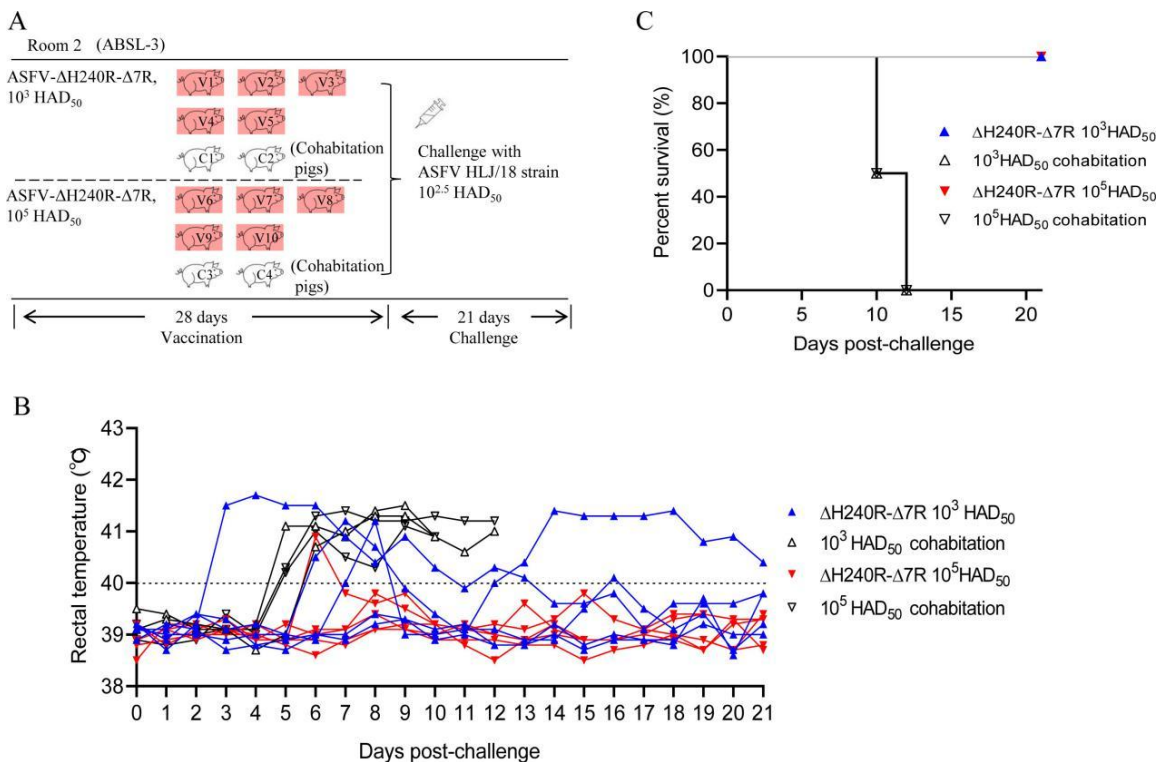 A
Room 2 (ABSL-3)
ASFV-ΔH240R-Δ7R,
10³ HAD₅₀
V1 V2 V3
V4 V5
C1 C2 (Cohabitation
pigs)
ASFV-ΔH240R-Δ7R,
10⁵ HAD₅₀
V6 V7 V8
V9 V10
C3 C4 (Cohabitation
pigs)
Challenge with
ASFV HLJ/18 strain
10²·⁵ HAD₅₀
28 days
Vaccination
21 days
Challenge
C
Percent survival (%)
100
80
60
40
20
0
0 5 10 15 20
Days post-challenge
ΔH240R-Δ7R 10³HAD₅₀
10³HAD₅₀ cohabitation
ΔH240R-Δ7R 10⁵HAD₅₀
10⁵HAD₅₀ cohabitation
B
Rectal temperature (℃)
43
42
41
40
39
38
0 1 2 3 4 5 6 7 8 9 10 11 12 13 14 15 16 17 18 19 20 21
Days post-challenge
ΔH240R-Δ7R 10³ HAD₅₀
10³ HAD₅₀ cohabitation
ΔH240R-Δ7R 10⁵HAD₅₀
10⁵ HAD₅₀ cohabitation